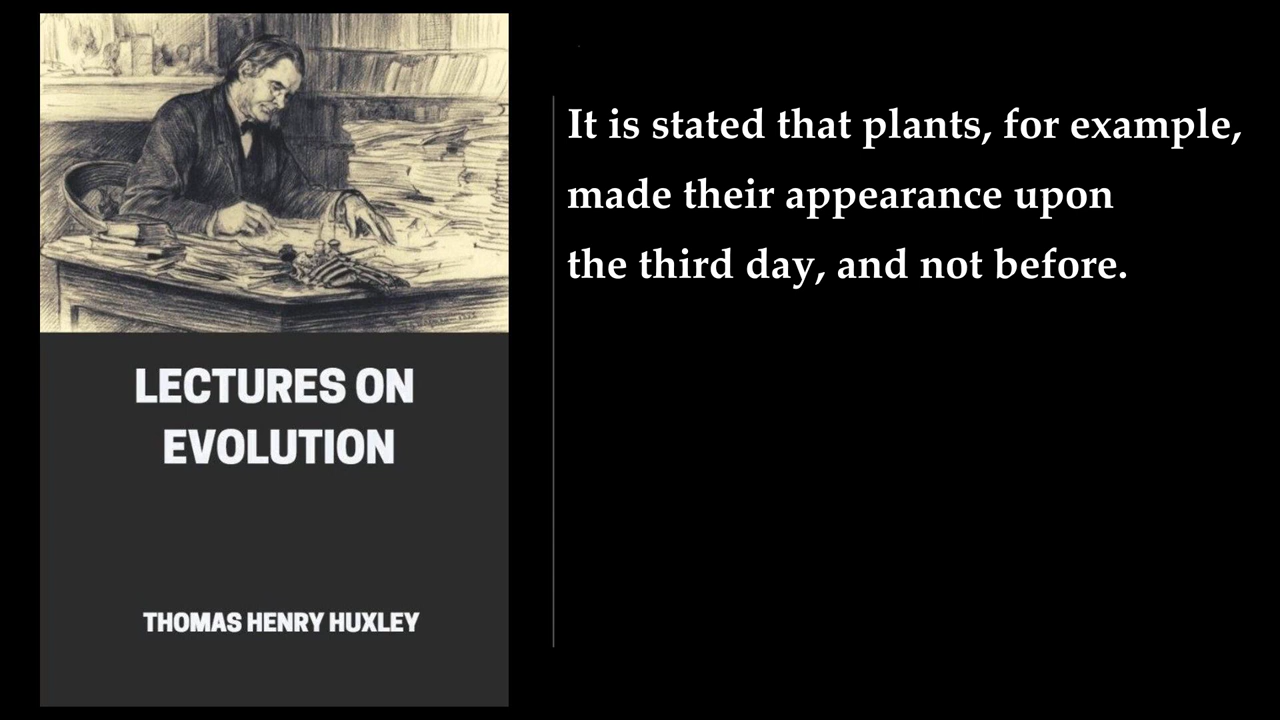 LECTURES ON
EVOLUTION
THOMAS HENRY HUXLEY
It is stated that plants, for example,
made their appearance upon
the third day, and not before.